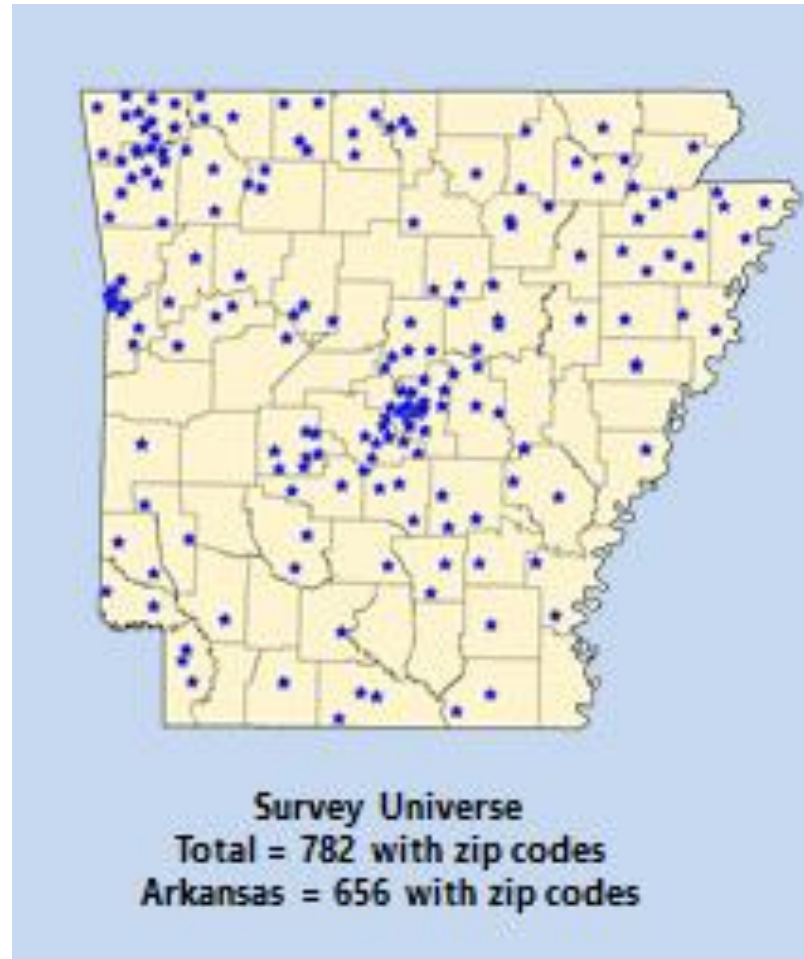 Survey Universe
Total = 782 with zip codes
Arkansas = 656 with zip codes